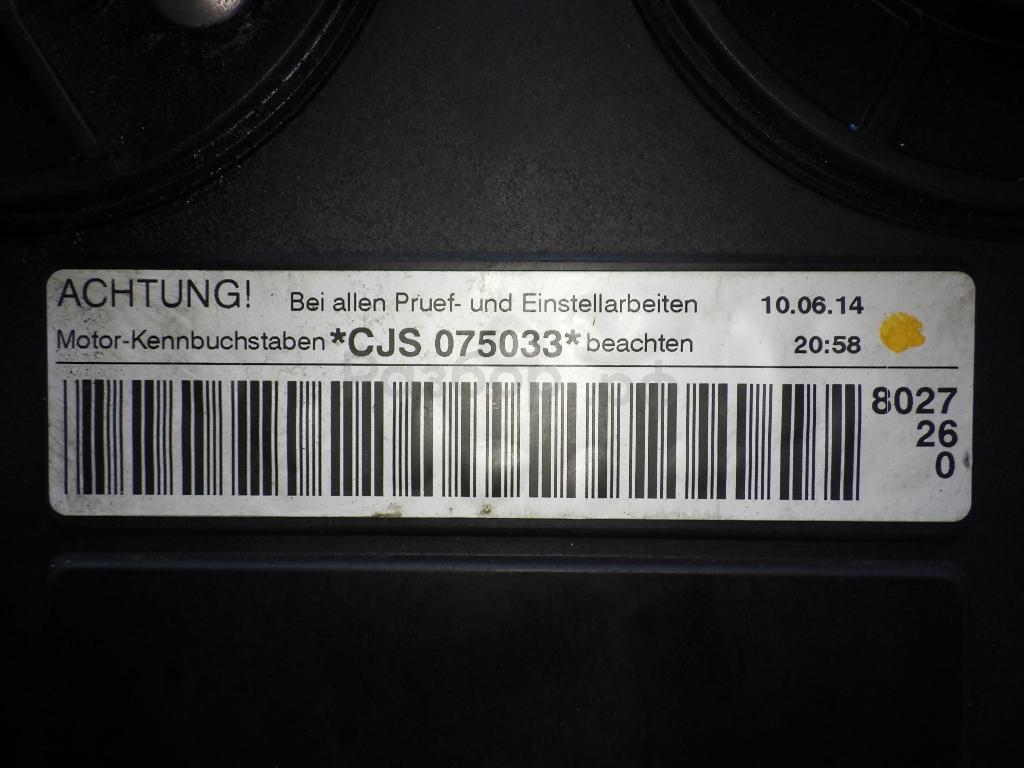 ACHTUNG! Bei allen Pruef- und Einstellarbeiten 10.06.14
Motor-Kennbuchstaben *CJS 075033* beachten 20:58
8027
26
0